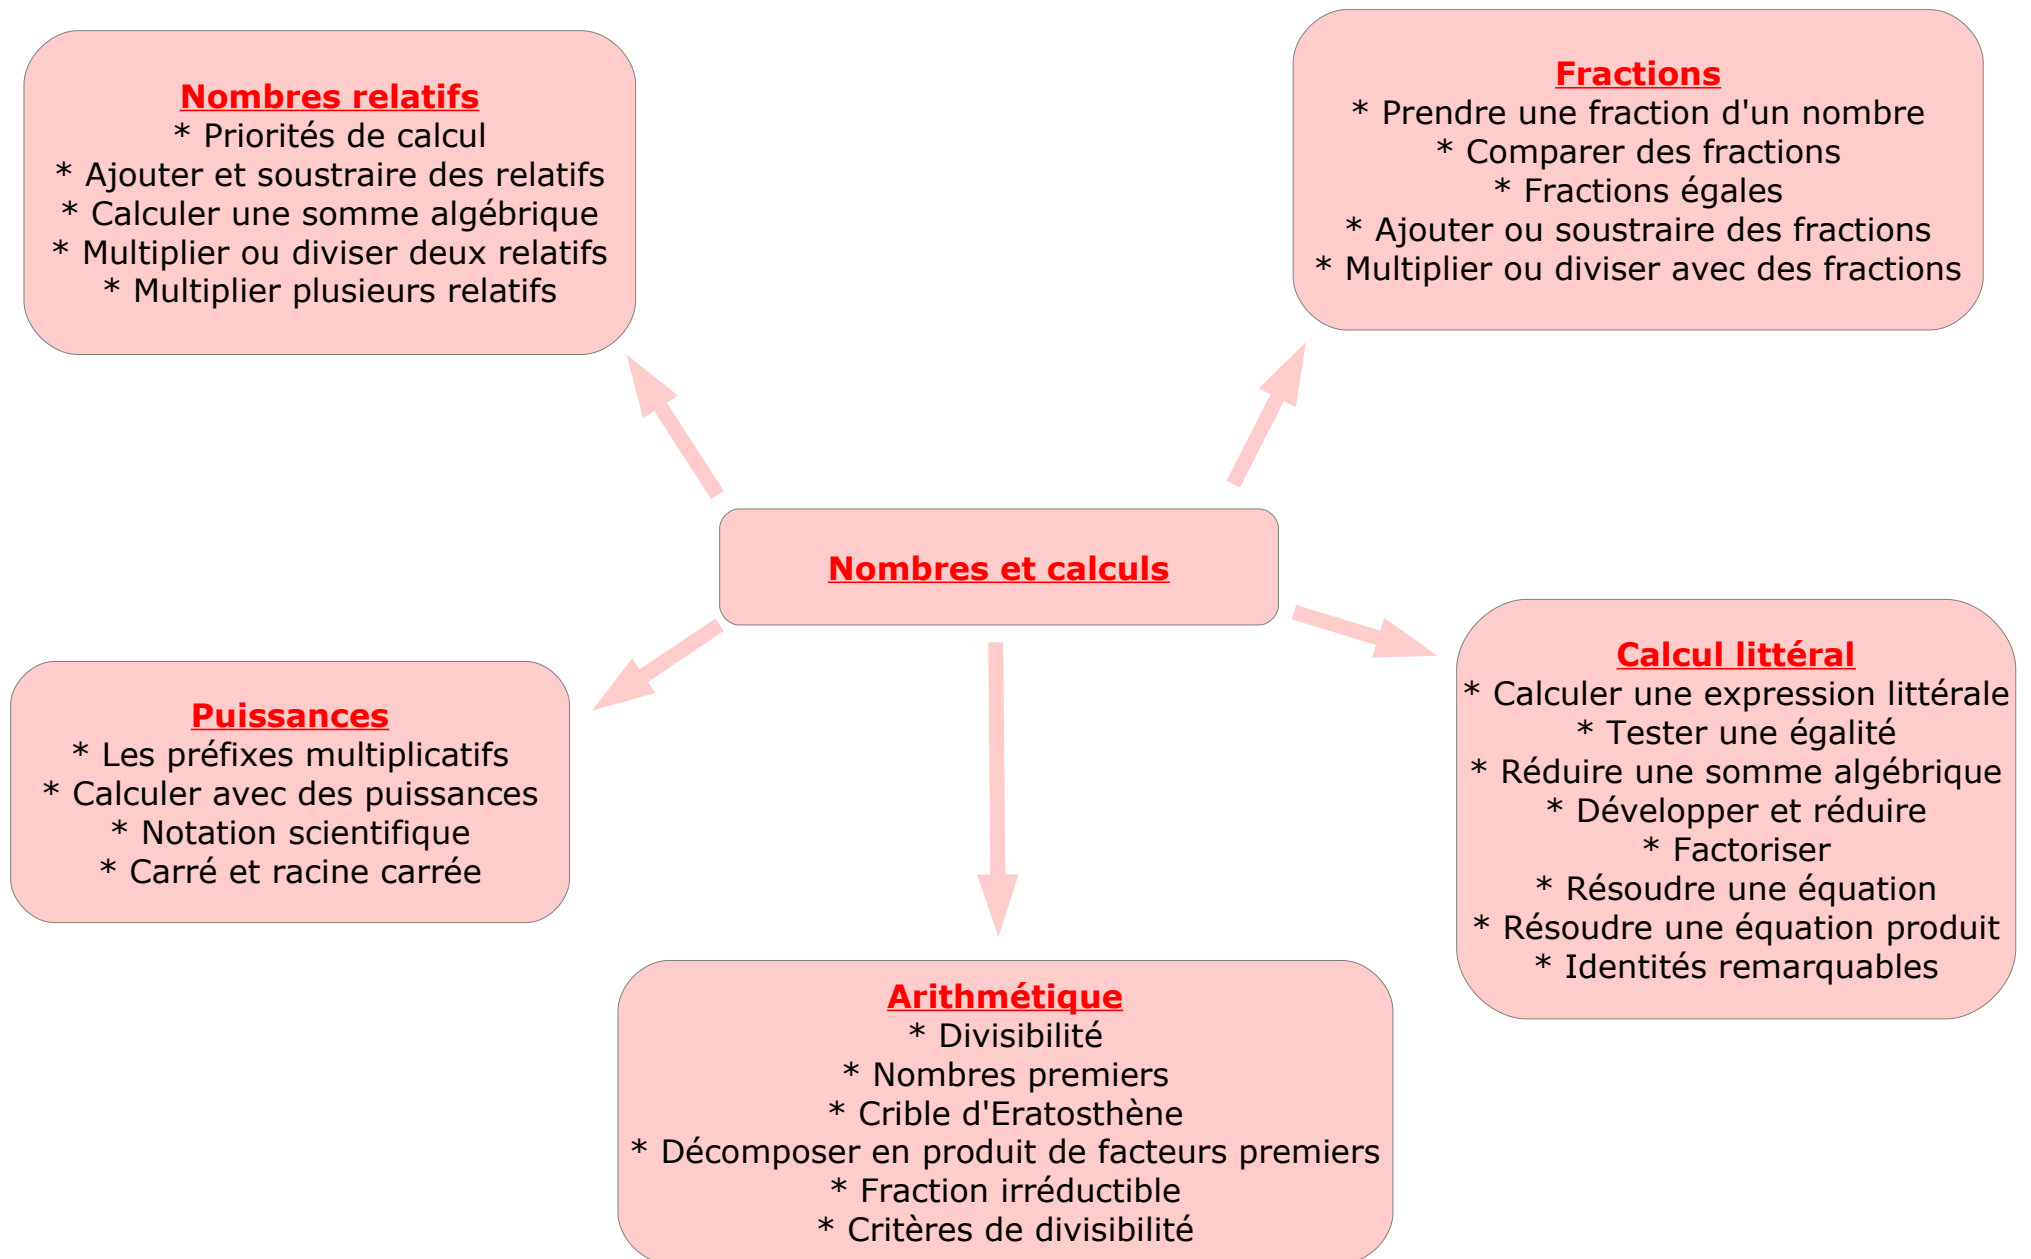 Nombres relatifs
* Priorités de calcul
* Ajouter et soustraire des relatifs
* Calculer une somme algébrique
* Multiplier ou diviser deux relatifs
* Multiplier plusieurs relatifs
Fractions
* Prendre une fraction d'un nombre
* Comparer des fractions
* Fractions égales
* Ajouter ou soustraire des fractions
* Multiplier ou diviser avec des fractions
Nombres et calculs
Puissances
* Les préfixes multiplicatifs
* Calculer avec des puissances
* Notation scientifique
* Carré et racine carrée
Calcul littéral
* Calculer une expression littérale
* Tester une égalité
* Réduire une somme algébrique
* Développer et réduire
* Factoriser
* Résoudre une équation
* Résoudre une équation produit
* Identités remarquables
Arithmétique
* Divisibilité
* Nombres premiers
* Crible d'Eratosthène
* Décomposer en produit de facteurs premiers
* Fraction irréductible
* Critères de divisibilité